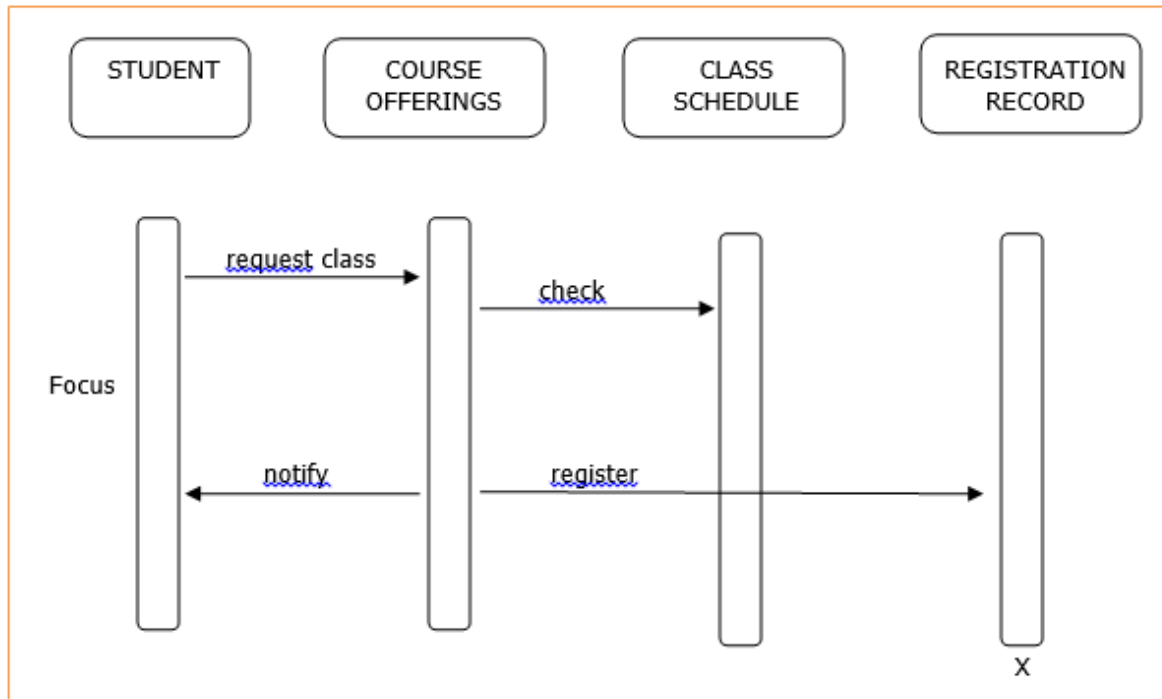 STUDENT
COURSE
OFFERINGS
CLASS
SCHEDULE
REGISTRATION
RECORD
request class
check
Focus
notify
register
X